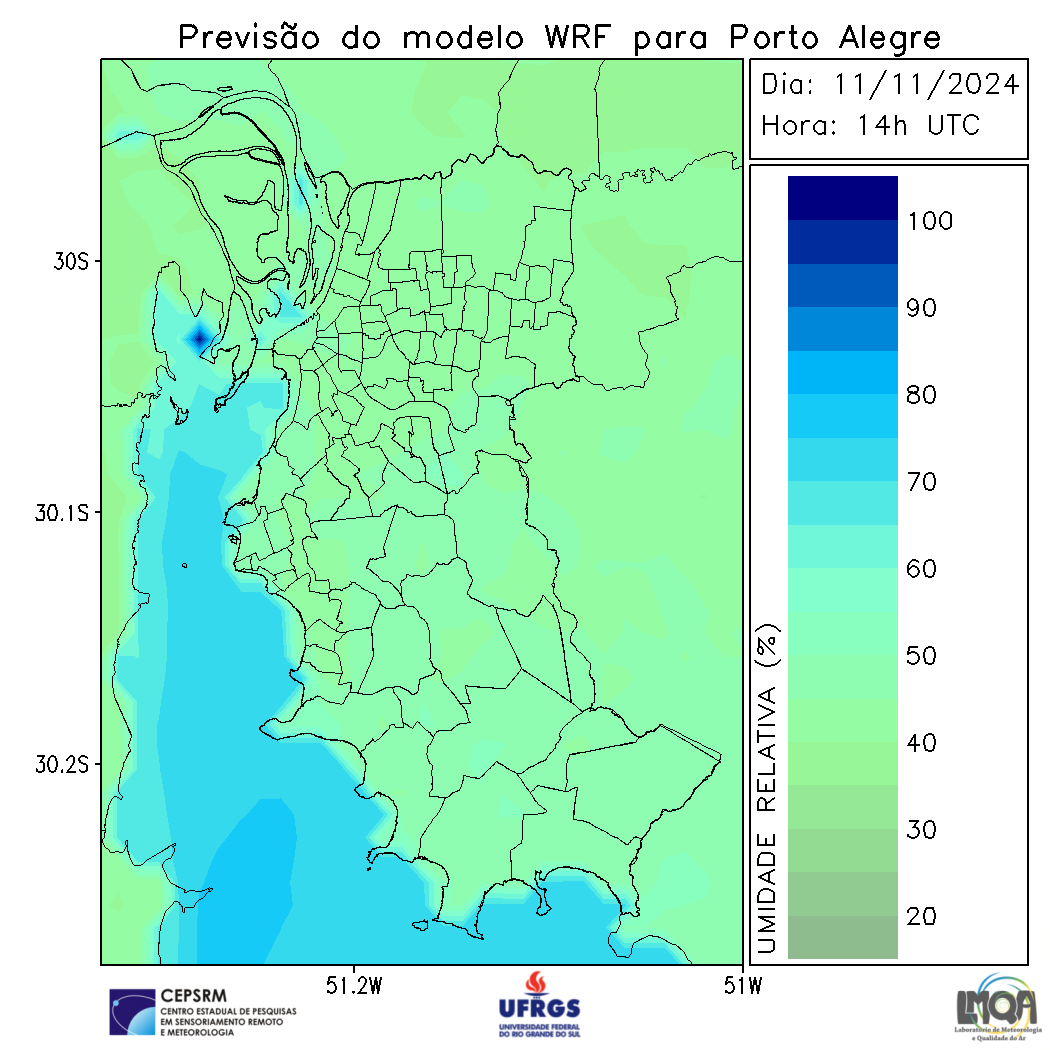 Previsão do modelo WRF para Porto Alegre
Dia: 11/11/2024
Hora: 14h UTC
30S
30.1S
30.2S
51.2W
51W
100
90
80
70
60
50
40
30
20
UMIDADE RELATIVA (%)
CEPSRM
CENTRO ESTADUAL DE PESQUISAS
EM SENSORIAMENTO REMOTO
E METEOROLOGIA
UFRGS
UNIVERSIDADE FEDERAL
DO RIO GRANDE DO SUL
LMQA
Laboratório de Meteorologia
e Qualidade do Ar